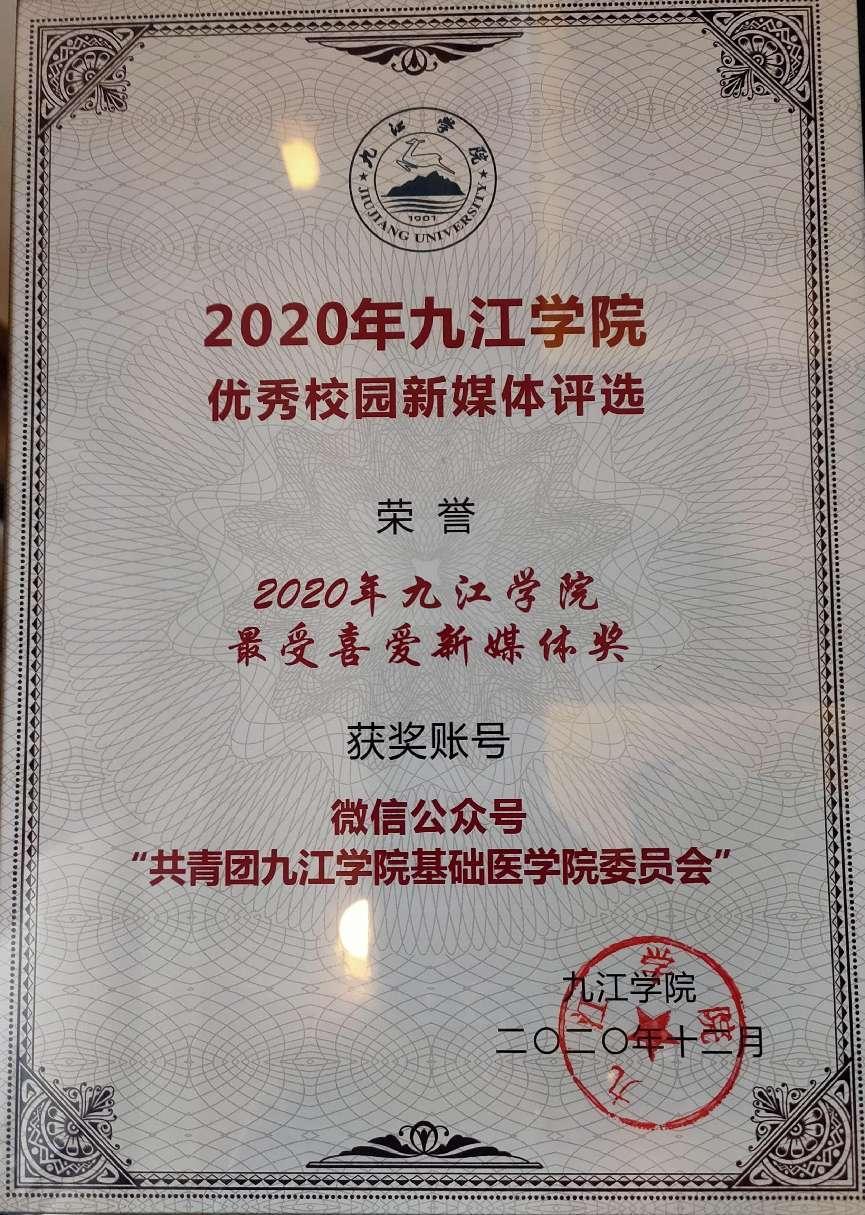 九江学院
1901
JIUJIANG UNIVERSITY
2020年九江学院
优秀校园新媒体评选
荣誉
2020年九江学院
最受喜爱新媒体奖
获奖账号
微信公众号
“共青团九江学院基础医学院委员会”
九江学院
二〇二〇年十二月
九江学院